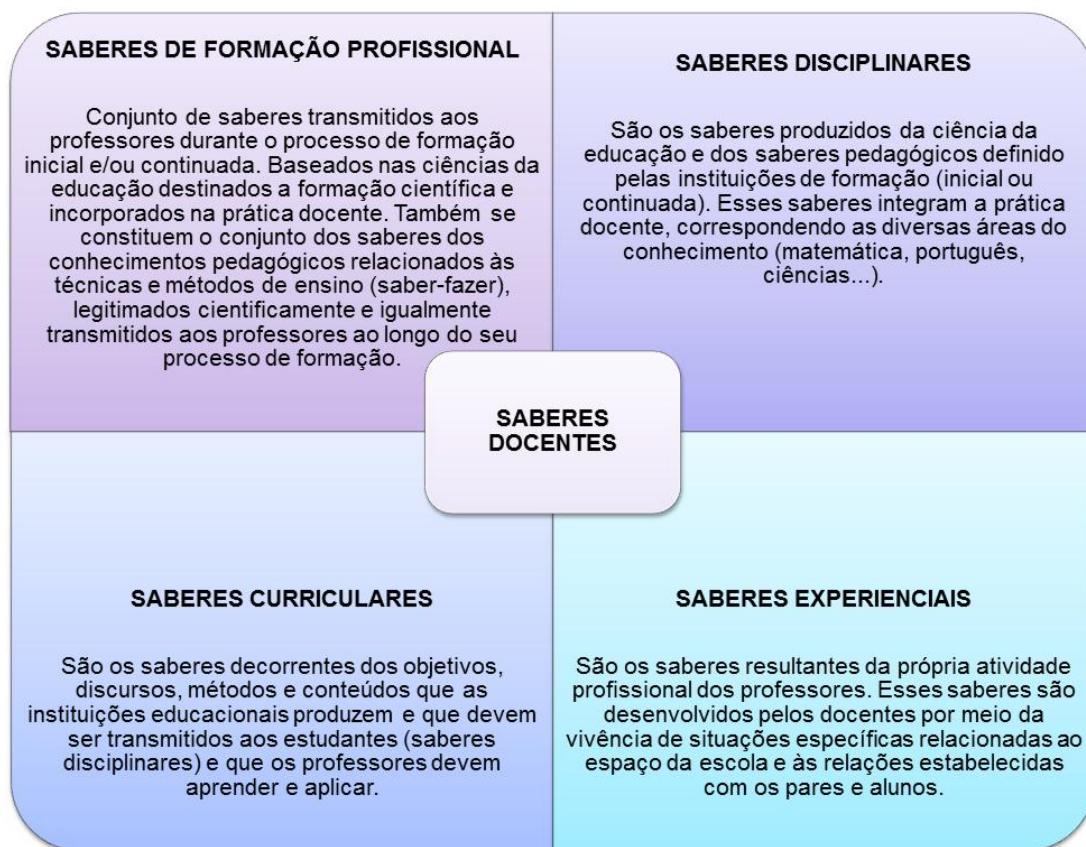 SABERES DE FORMAÇÃO PROFISSIONAL
Conjunto de saberes transmitidos aos
professores durante o processo de formação
inicial e/ou continuada. Baseados nas ciências da
educação destinados a formação científica e
incorporados na prática docente. Também se
constituem o conjunto dos saberes dos
conhecimentos pedagógicos relacionados às
técnicas e métodos de ensino (saber-fazer),
legitimados cientificamente e igualmente
transmitidos aos professores ao longo do seu
processo de formação.
SABERES DISCIPLINARES
São os saberes produzidos da ciência da
educação e dos saberes pedagógicos definido
pelas instituições de formação (inicial ou
continuada). Esses saberes integram a prática
docente, correspondendo as diversas áreas do
conhecimento (matemática, português,
ciências...).
SABERES
DOCENTES
SABERES CURRICULARES
São os saberes decorrentes dos objetivos,
discursos, métodos e conteúdos que as
instituições educacionais produzem e que devem
ser transmitidos aos estudantes (saberes
disciplinares) e que os professores devem
aprender e aplicar.
SABERES EXPERIENCIAIS
São os saberes resultantes da própria atividade
profissional dos professores. Esses saberes são
desenvolvidos pelos docentes por meio da
vivência de situações específicas relacionadas ao
espaço da escola e às relações estabelecidas
com os pares e alunos.